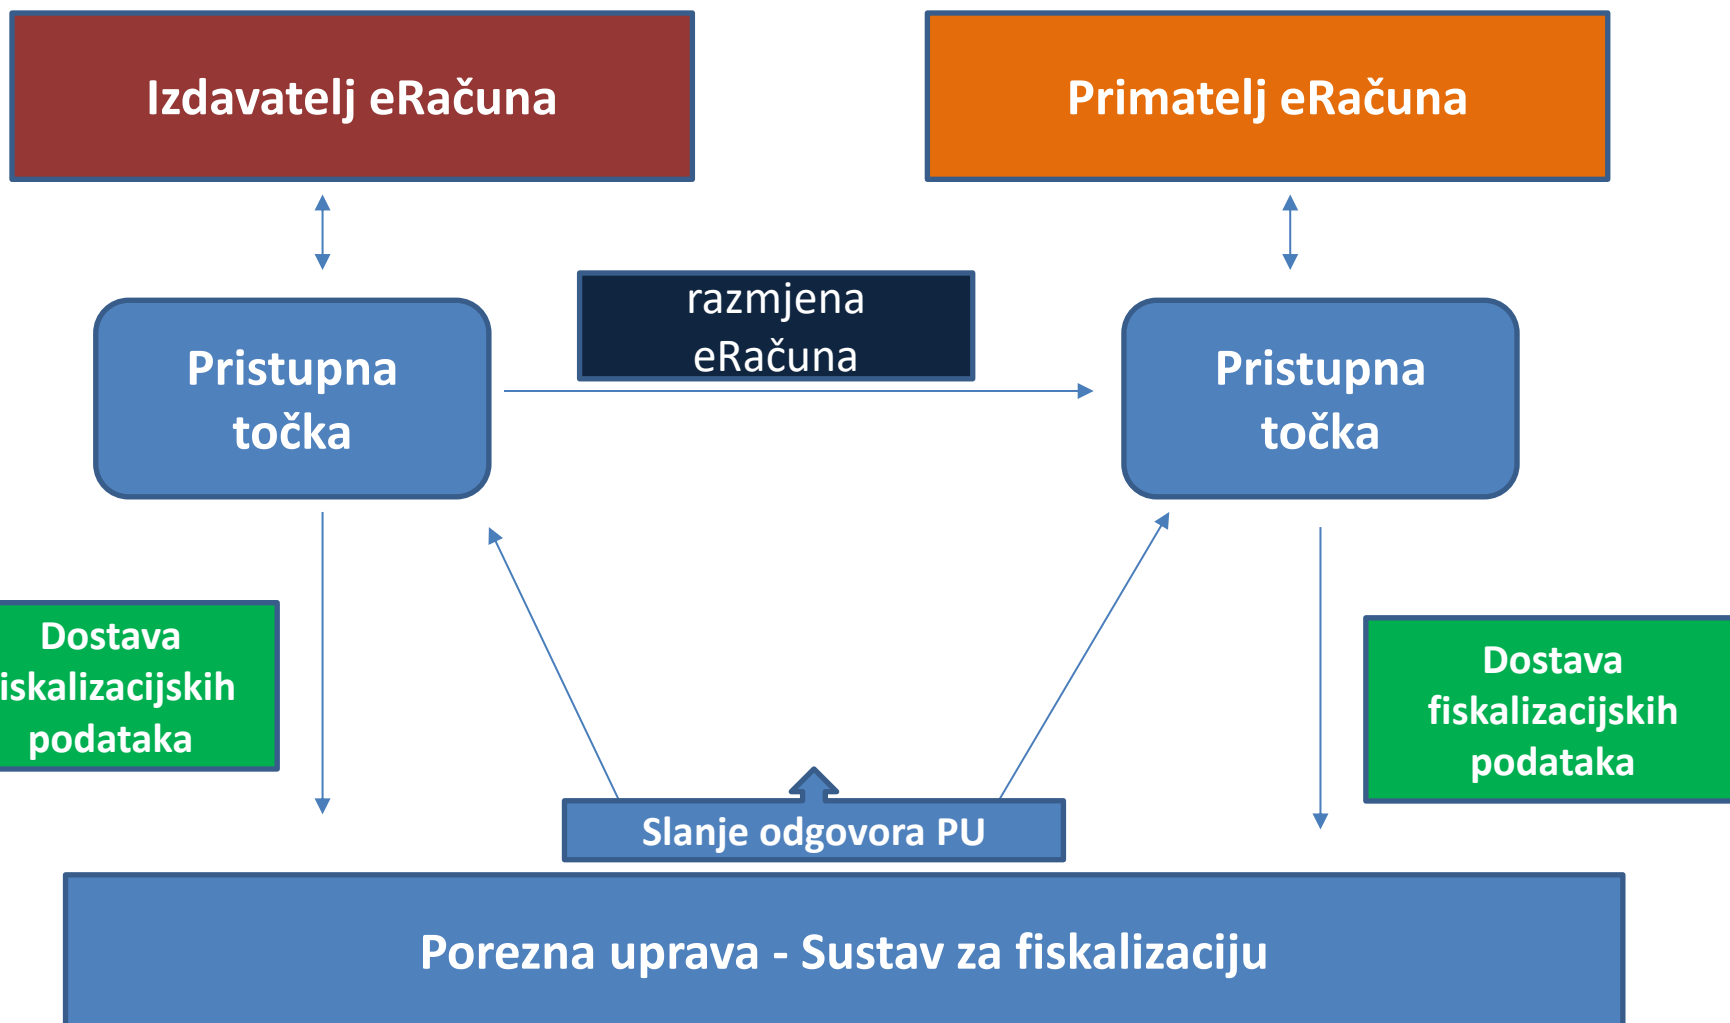 Izdavatelj eRačuna
Primatelj eRačuna
razmjena
eRačuna
Pristupna
točka
Pristupna
točka
Dostava
iskalizacijskih
podataka
Dostava
fiskalizacijskih
podataka
Slanje odgovora PU
Porezna uprava - Sustav za fiskalizaciju